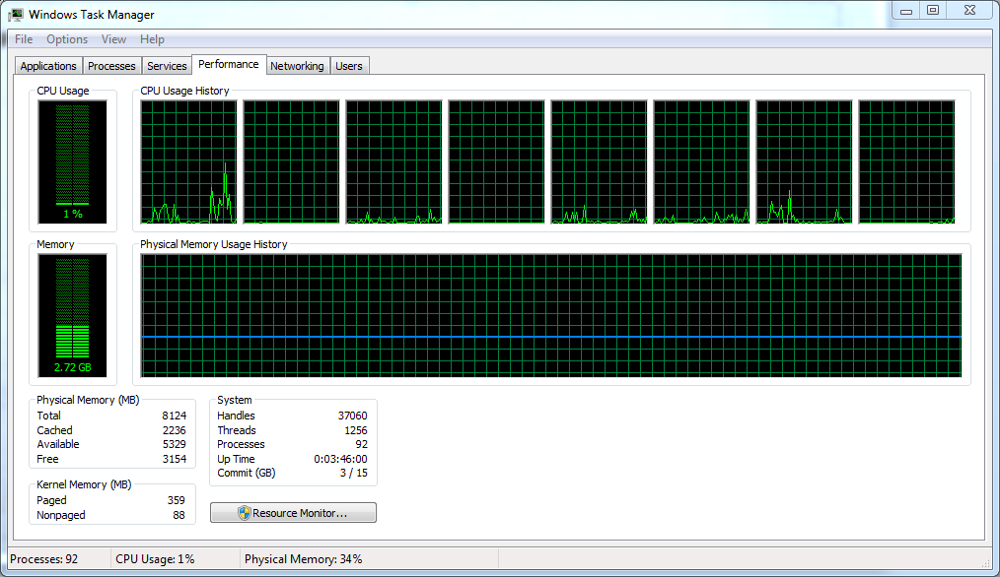 Windows Task Manager
File Options View Help
Applications Processes Services Performance Networking Users
CPU Usage
CPU Usage History
1 %
Memory
Physical Memory Usage History
2.72 GB
Physical Memory (MB)
Total 8124
Cached 2236
Available 5329
Free 3154
System
Handles 37060
Threads 1256
Processes 92
Up Time 0:03:46:00
Commit (GB) 3 / 15
Kernel Memory (MB)
Paged 359
Nonpaged 88
Resource Monitor...
Processes: 92 CPU Usage: 1% Physical Memory: 34%